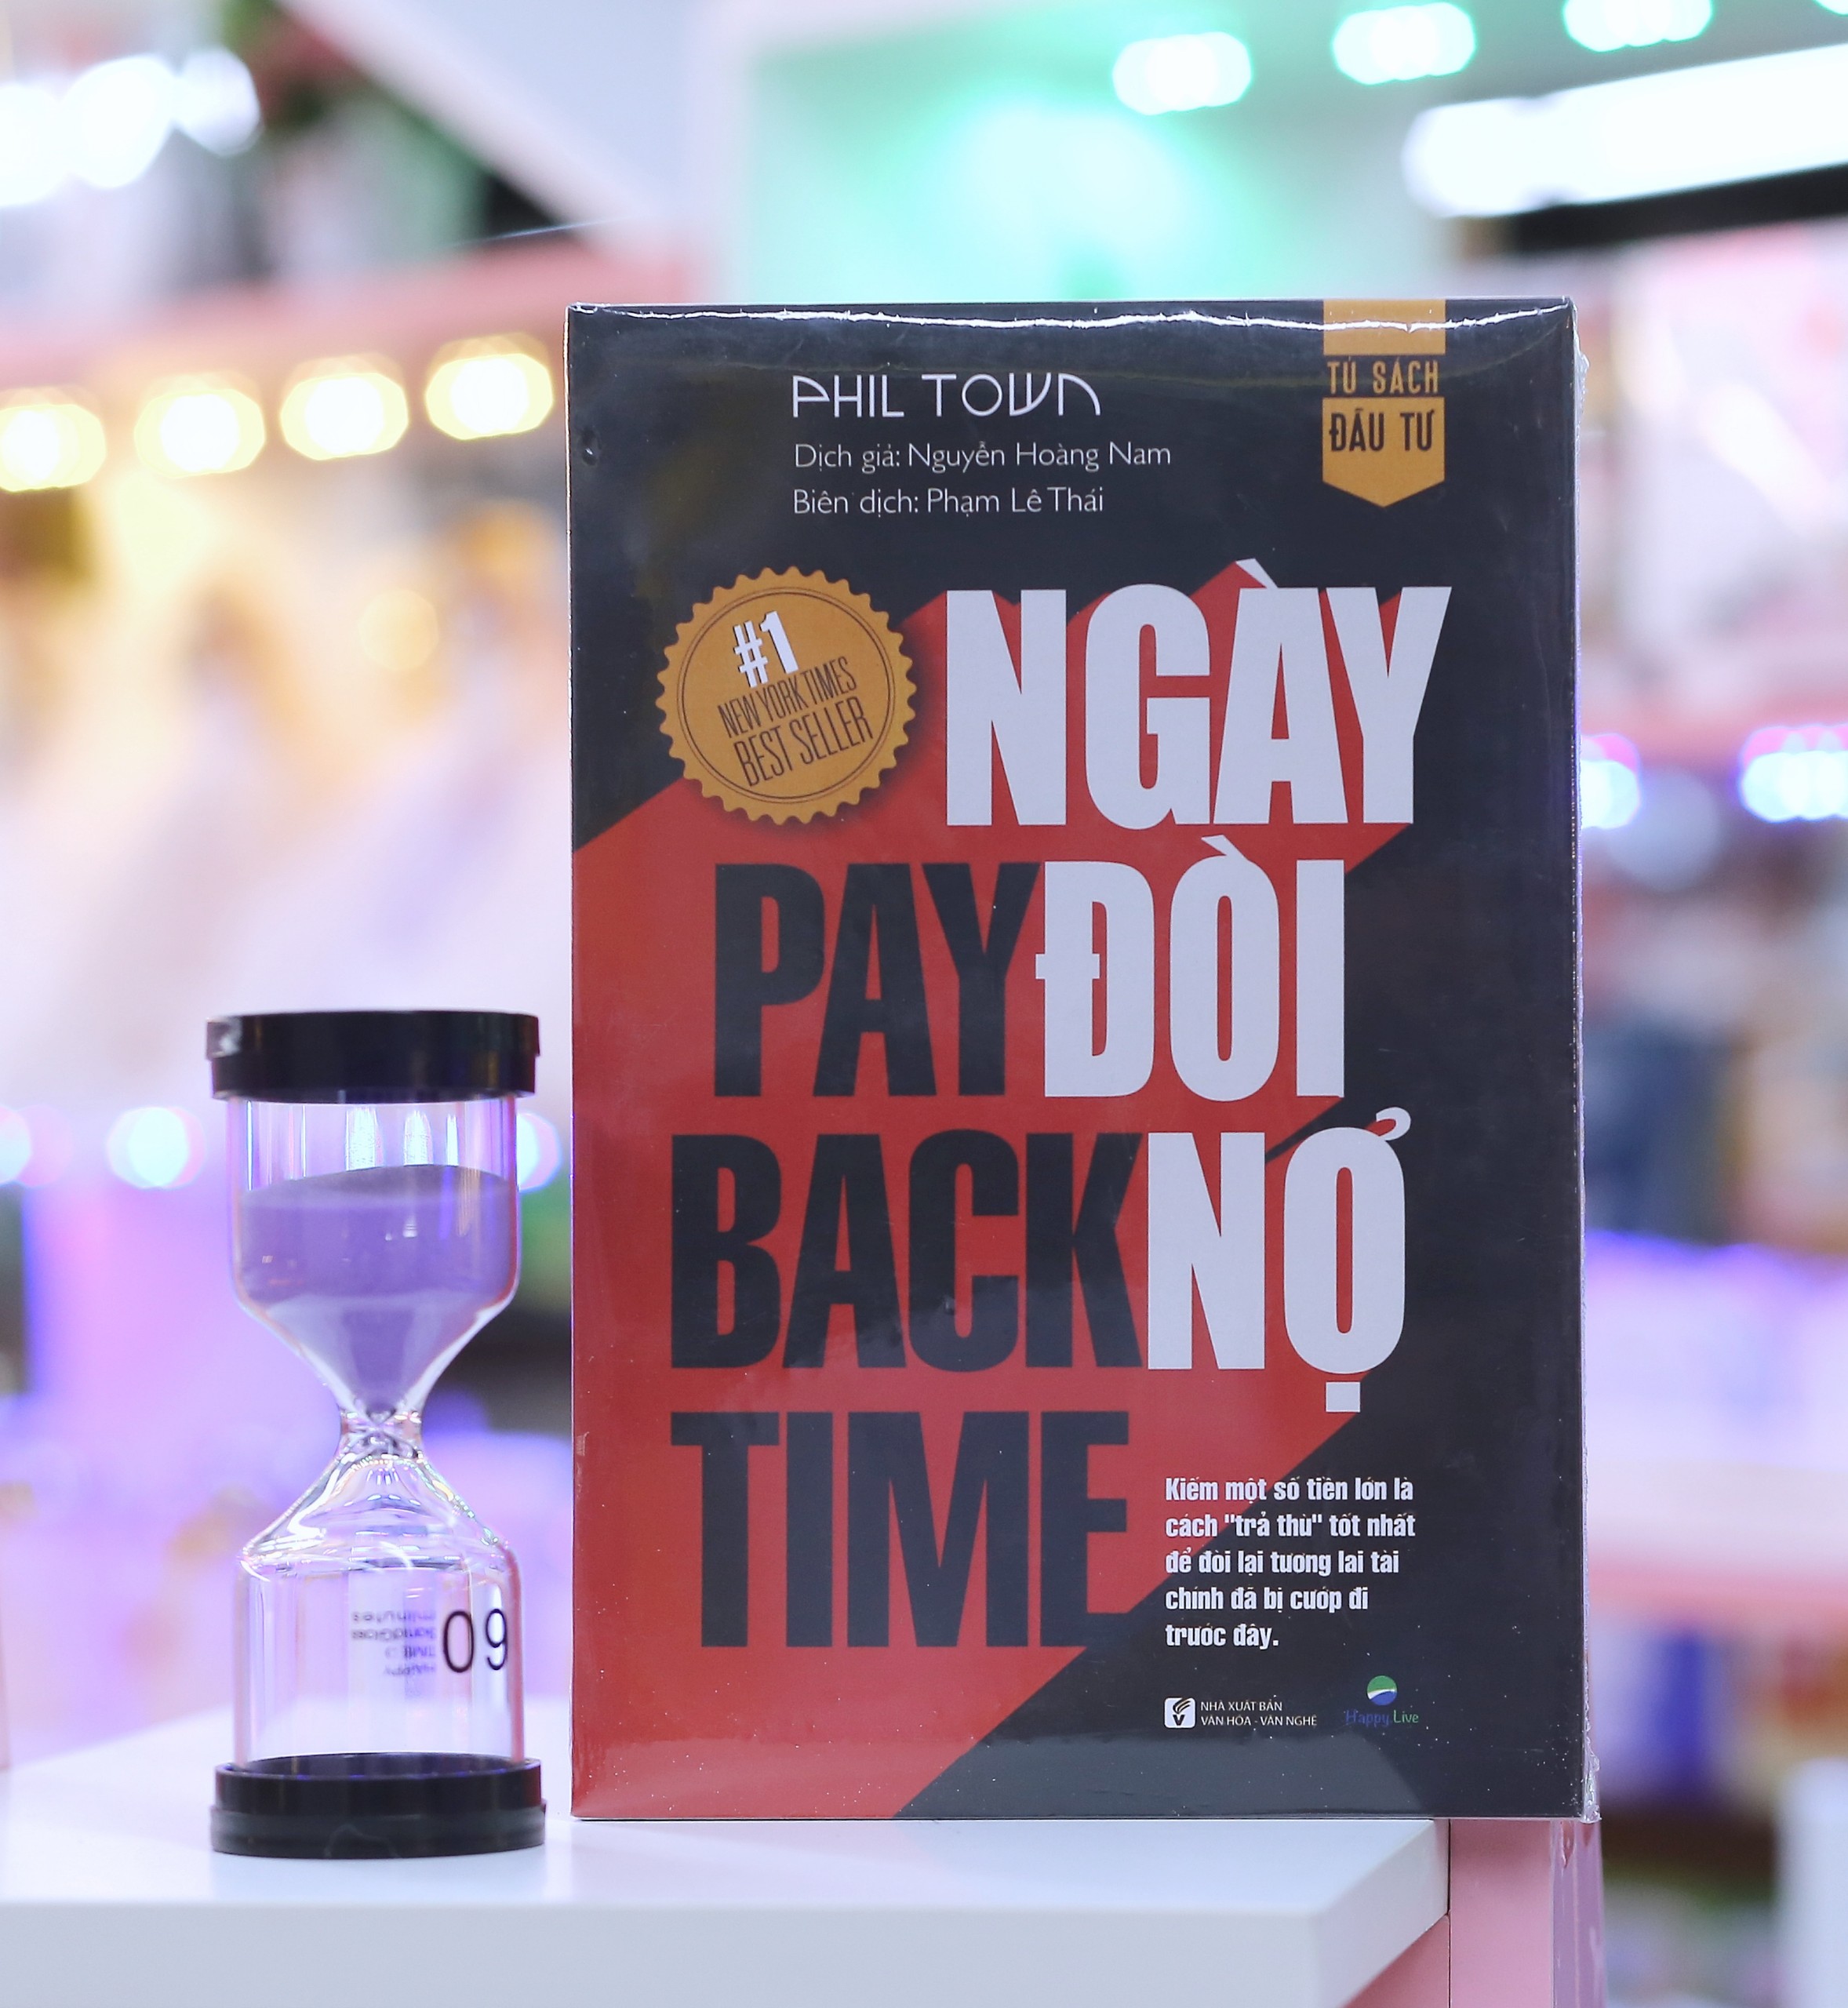 PHIL TOWN
Dịch giả: Nguyễn Hoàng Nam
Biên dịch: Phạm Lê Thái
TỦ SÁCH
ĐẦU TƯ
#1
NEW YORK TIMES
BEST SELLER
NGÀY
ĐÒI
NỢ
PAY
BACK
TIME
Kiếm một số tiền lớn là
cách "trả thù" tốt nhất
để đòi lại tương lai tài
chính đã bị cướp đi
trước đây.
NHÀ XUẤT BẢN
VĂN HÓA - VĂN NGHỆ
Happy Live
09
minutes